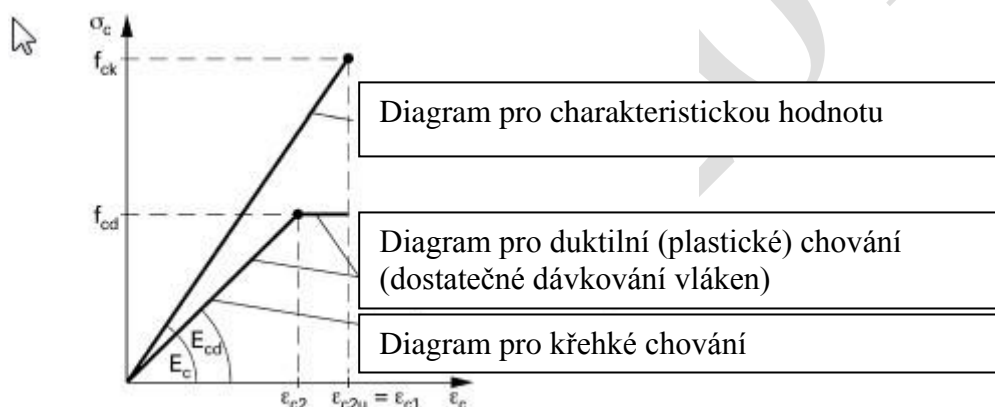 σc
fck
Diagram pro charakteristickou hodnotu
fcd
Diagram pro duktilní (plastické) chování
(dostatečné dávkování vláken)
Diagram pro křehké chování
Ecd
Ec
εc2 εc2u = εc1 εc